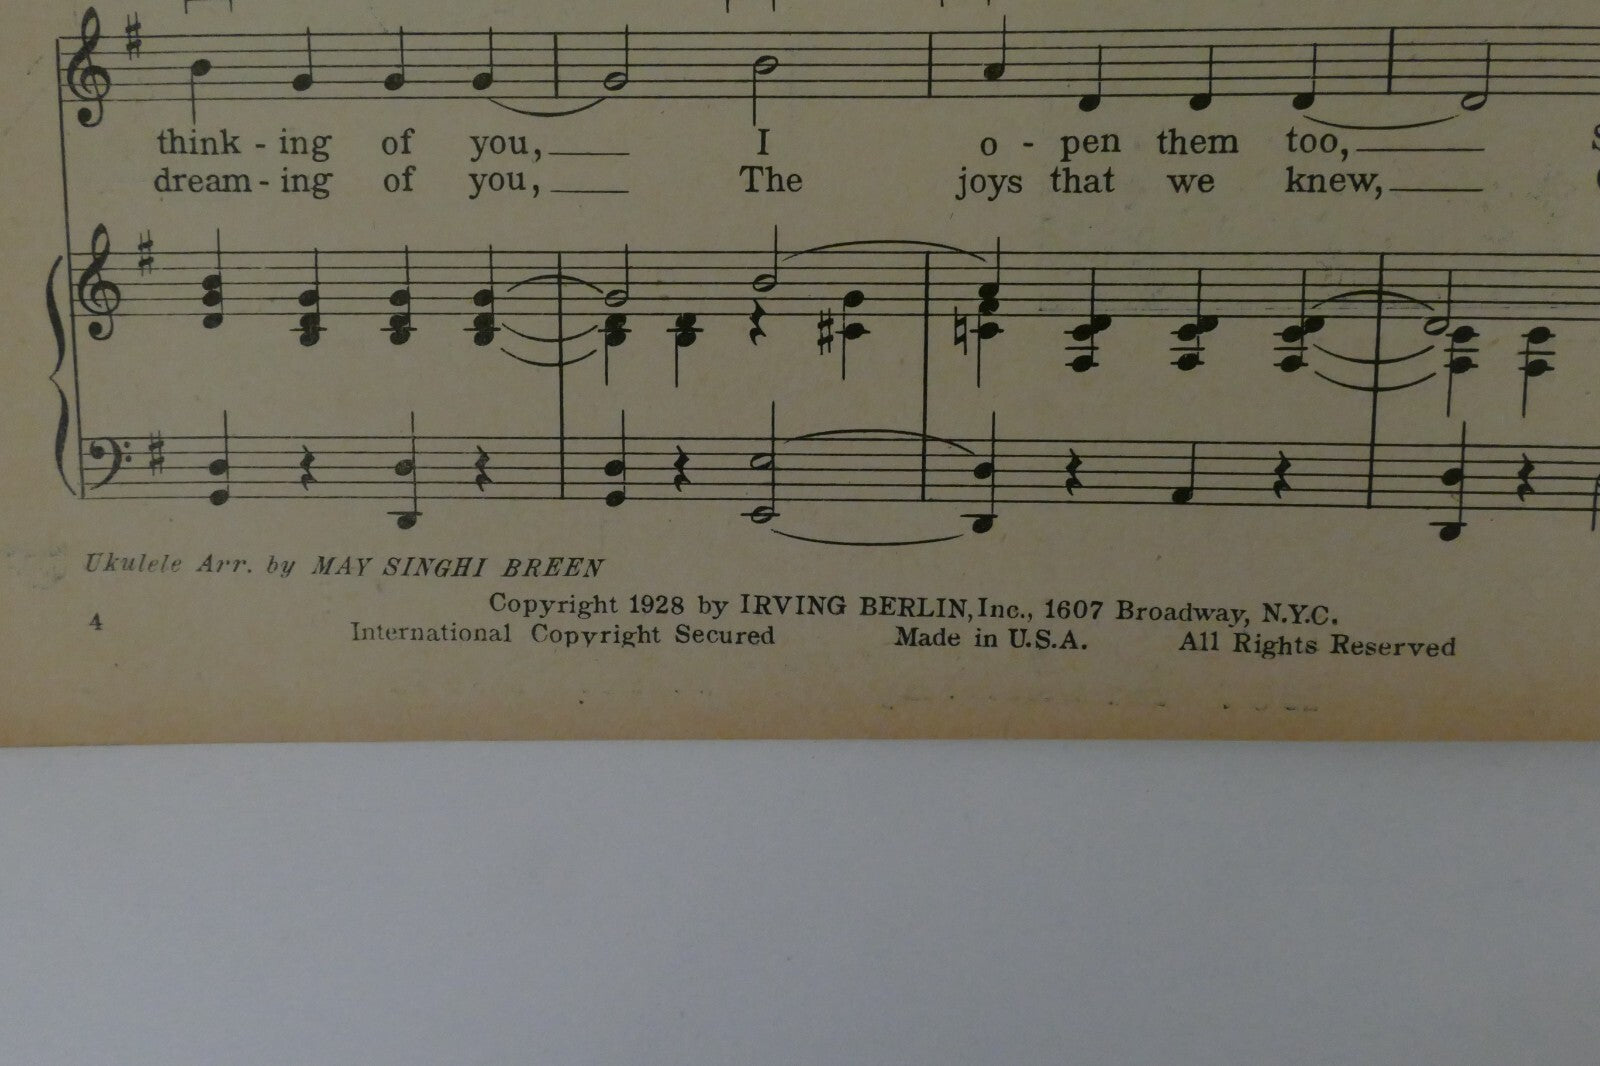 think - ing of you, I o - pen them too,
dream - ing of you, The joys that we knew,
Ukulele Arr. by MAY SINGHI BREEN
Copyright 1928 by IRVING BERLIN, Inc., 1607 Broadway, N.Y.C.
4
International Copyright Secured Made in U.S.A. All Rights Reserved